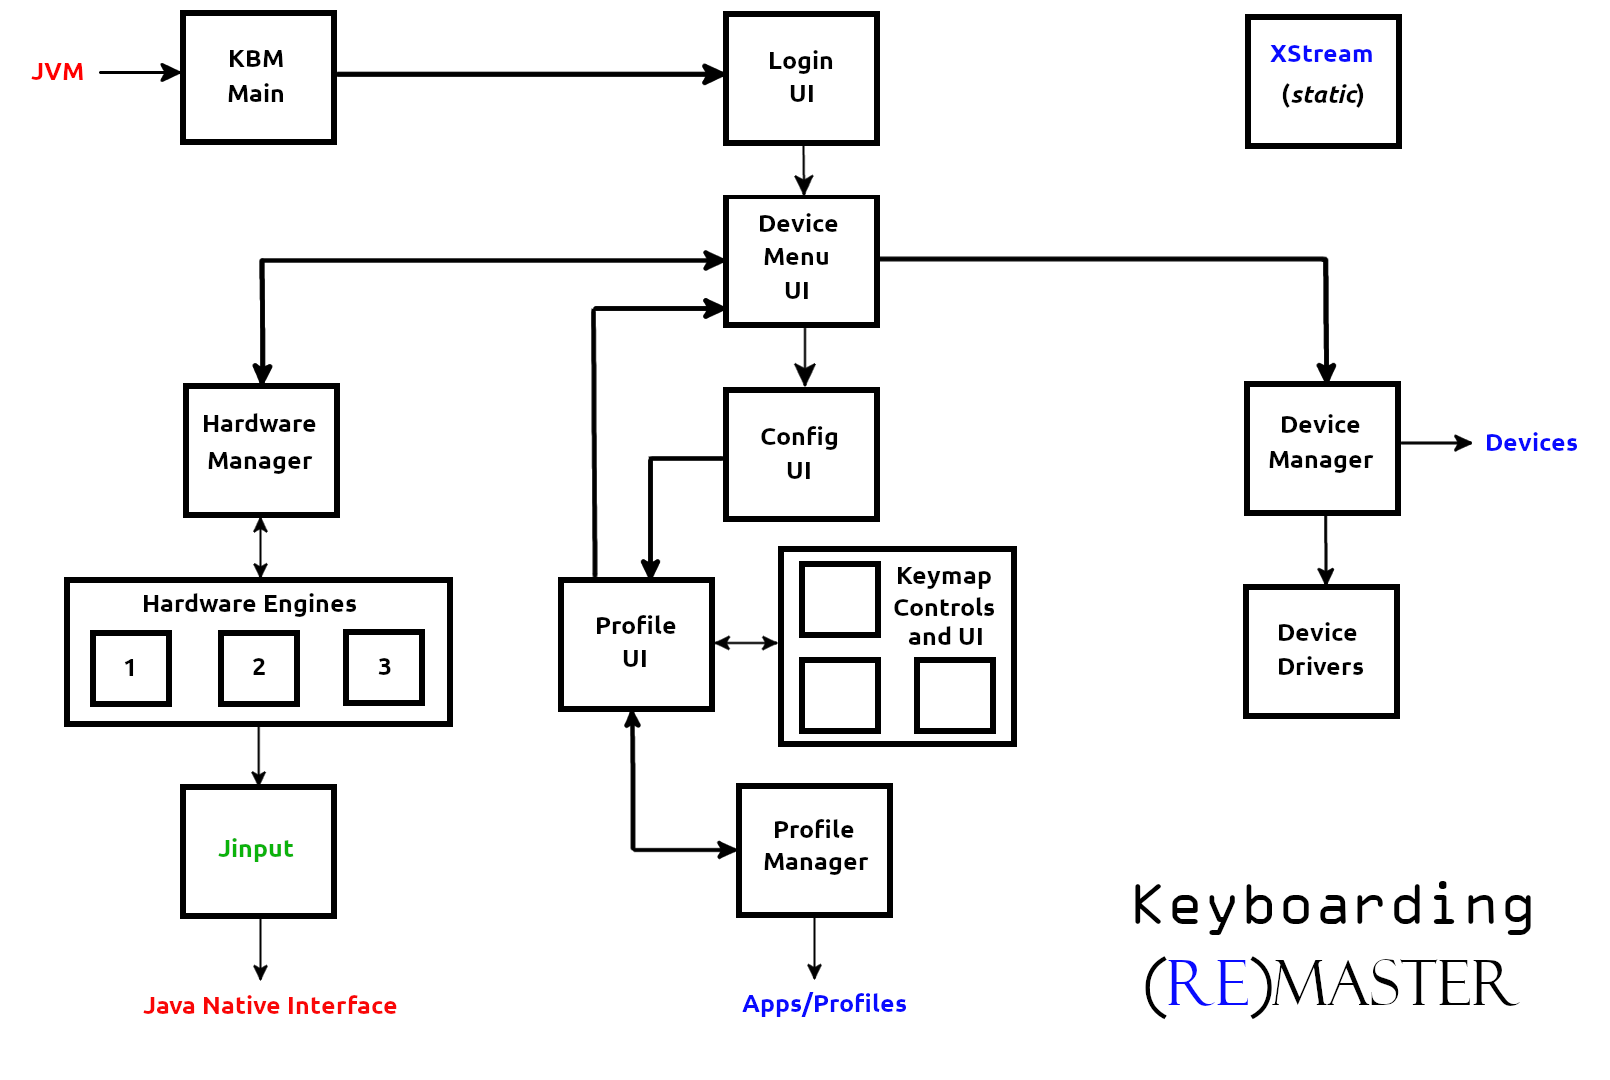 JVM
KBM
Main
Login
UI
XStream
(static)
Device
Menu
UI
Hardware
Manager
Config
UI
Device
Manager
Devices
Hardware Engines
1
2
3
Profile
UI
Keymap
Controls
and UI
Device
Drivers
Jinput
Profile
Manager
Java Native Interface
Apps/Profiles
Keyboarding
(RE)MASTER